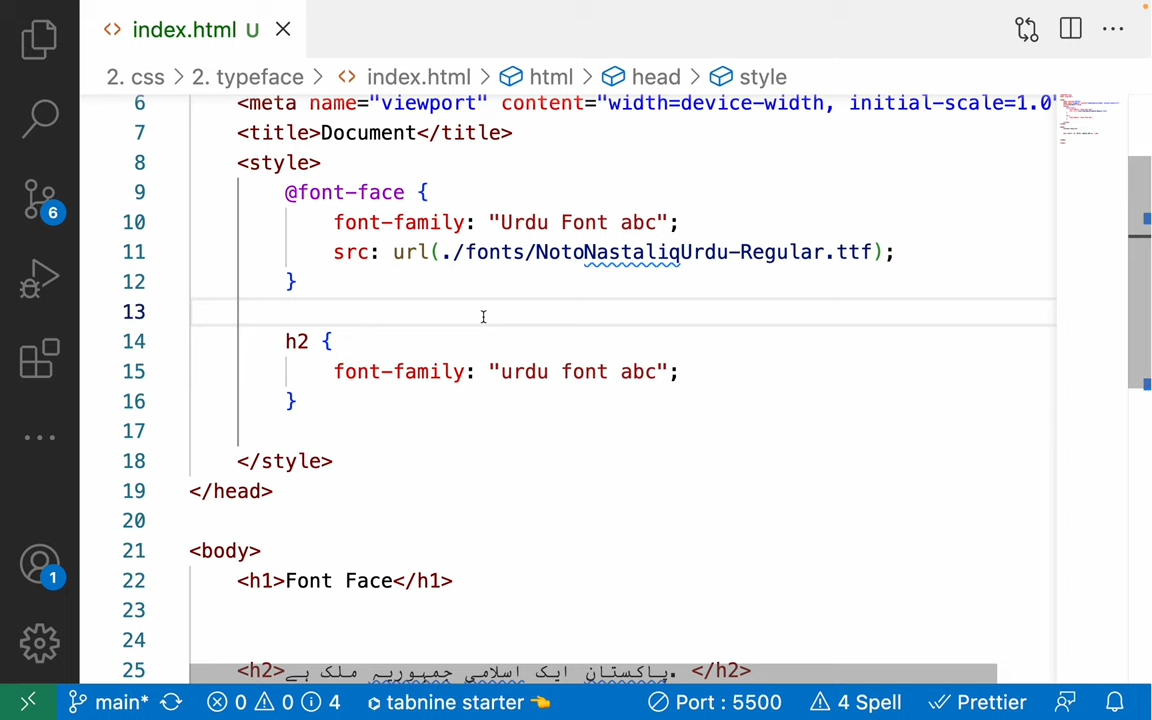 index.html U
2. css > 2. typeface > index.html > html > head > style
6 <meta name="viewport" content="width=device-width, initial-scale=1.0"
7 <title>Document</title>
8 <style>
9 @font-face {
10 font-family: "Urdu Font abc";
11 src: url(./fonts/NotoNastaliqUrdu-Regular.ttf);
12 }
13
14 h2 {
15 font-family: "urdu font abc";
16 }
17
18 </style>
19 </head>
20
21 <body>
22 <h1>Font Face</h1>
23
24
25 <h2>پاکستان ایک اسلامی جمہوریہ ملک ہے. </h2>
6
1
main* 0 0 4 tabnine starter 👈 Port : 5500 4 Spell Prettier